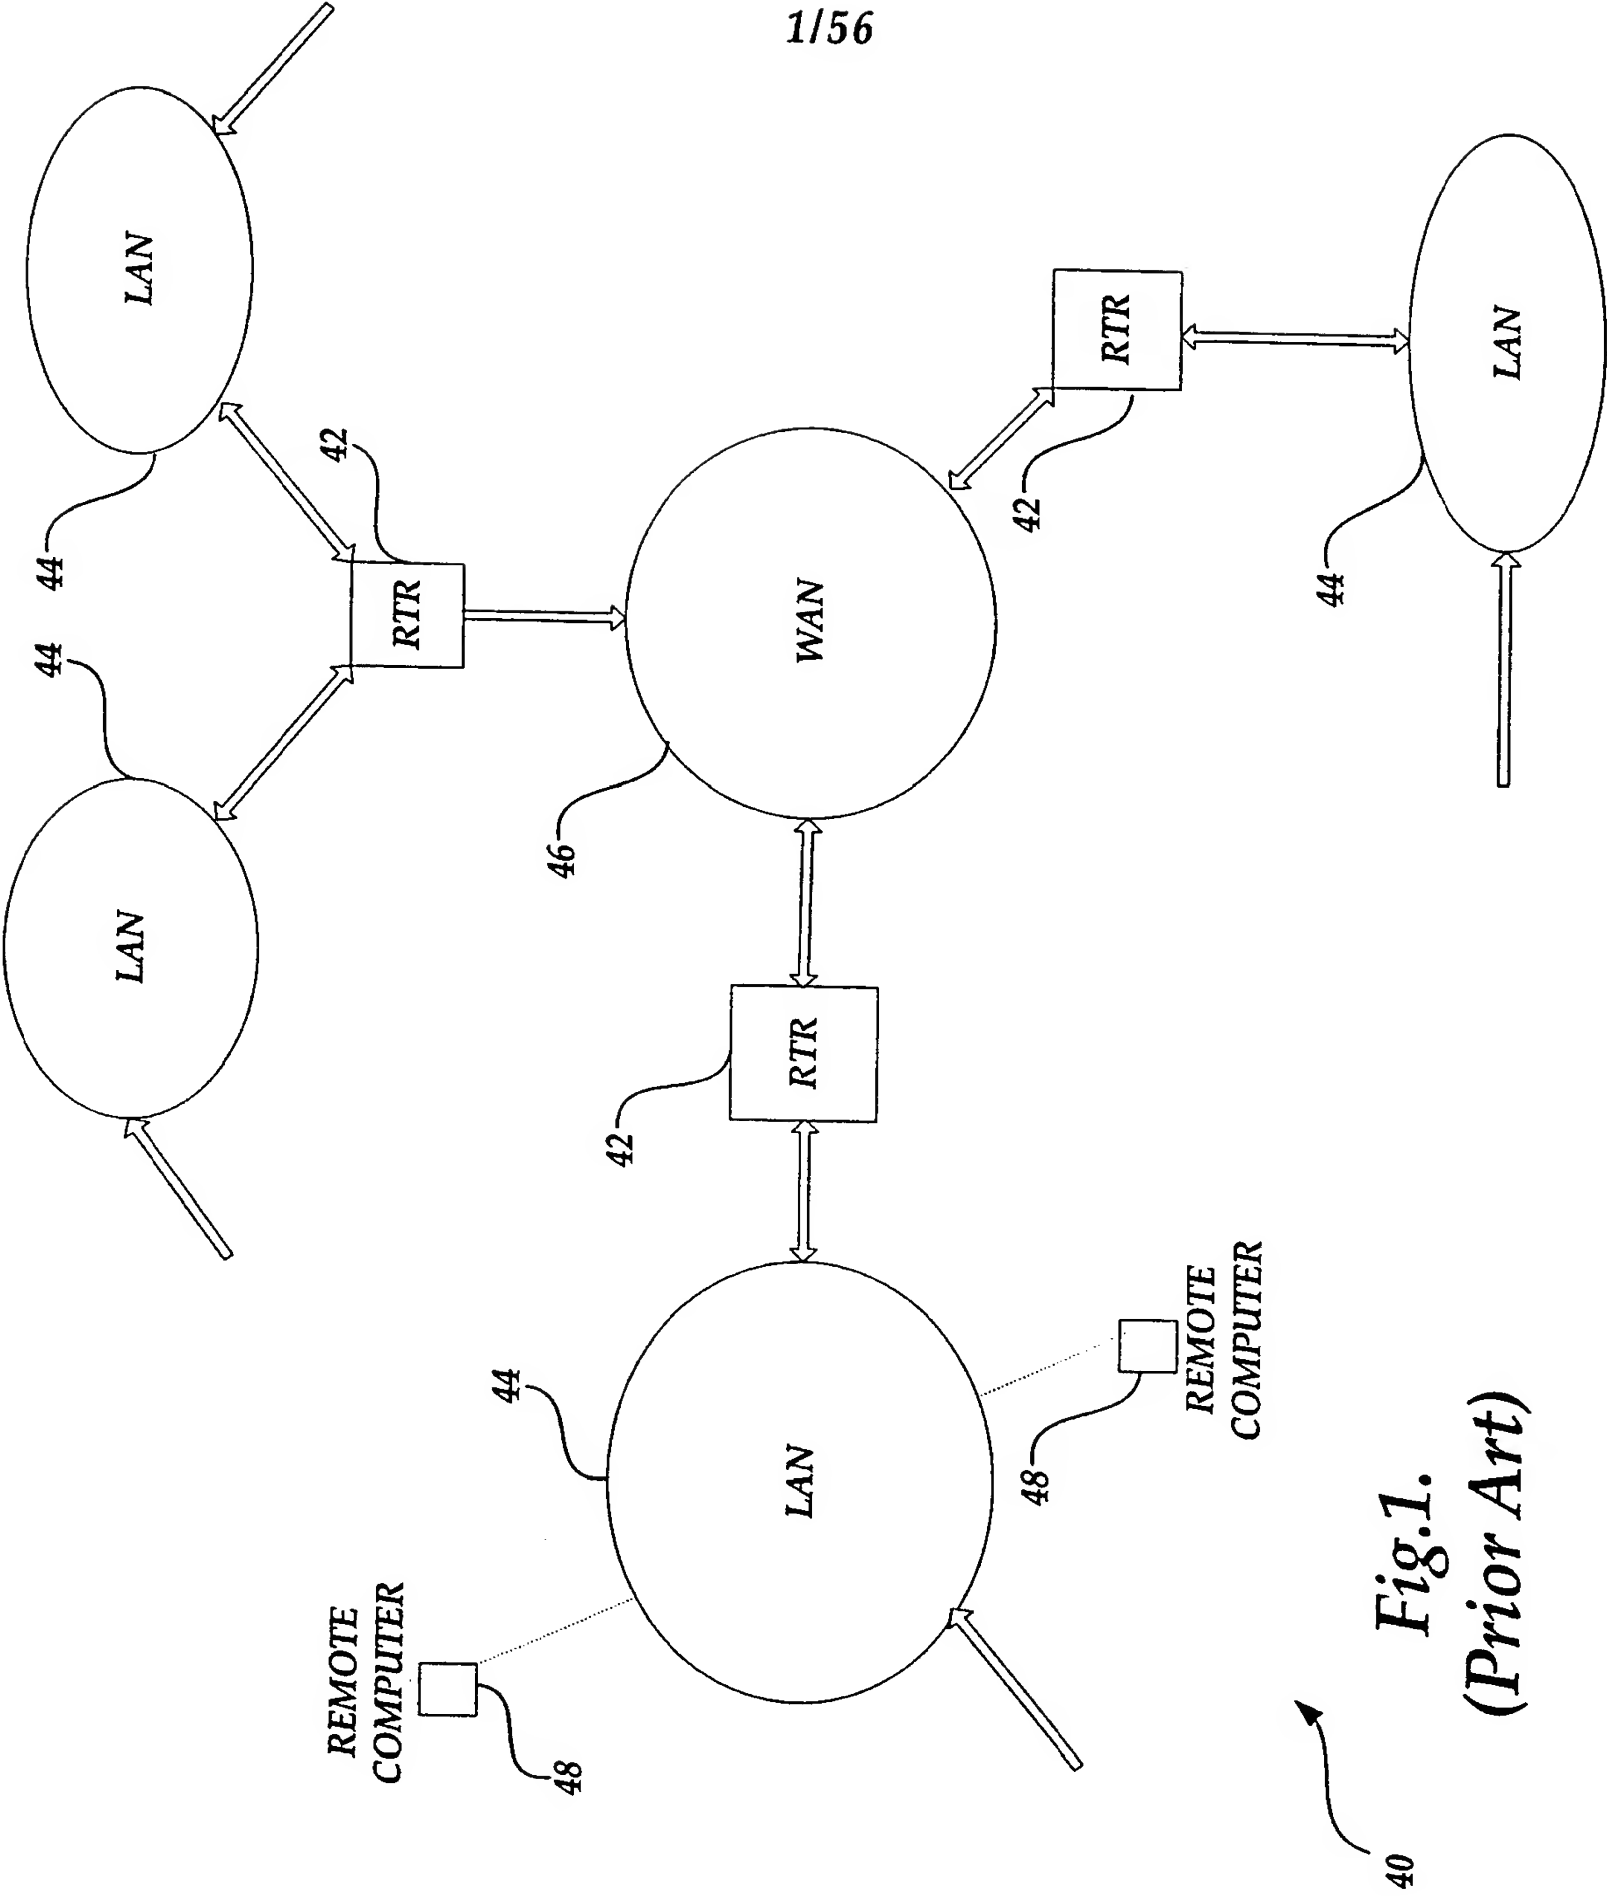 1/56
LAN
44
42
RTR
44
LAN
WAN
46
RTR
42
LAN
44
RTR
42
LAN
44
REMOTE
COMPUTER
48
REMOTE
COMPUTER
48
40
Fig.1.
(Prior Art)